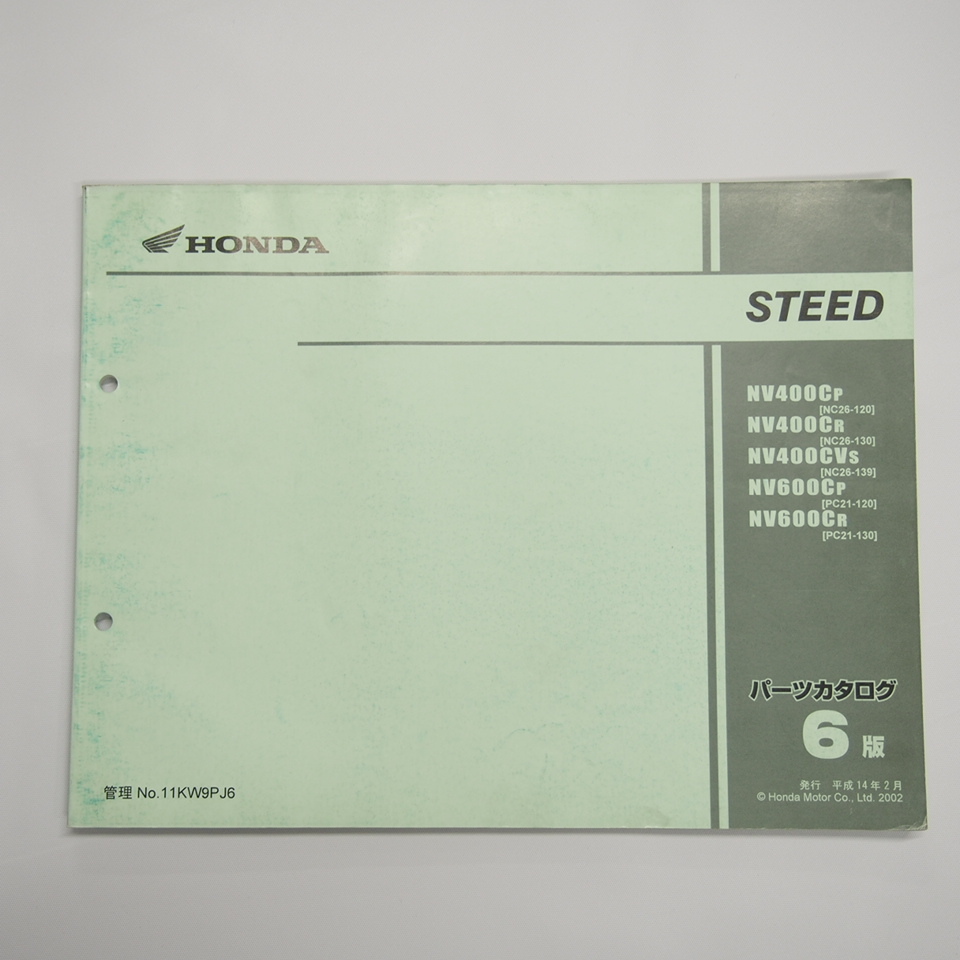 HONDA
STEED
NV400CP
[NC26-120]
NV400CR
[NC26-130]
NV400CVS
[NC26-139]
NV600CP
[PC21-120]
NV600CR
[PC21-130]
パーツカタログ
6版
発行 平成14年2月
© Honda Motor Co., Ltd. 2002
管理 No.11KW9PJ6